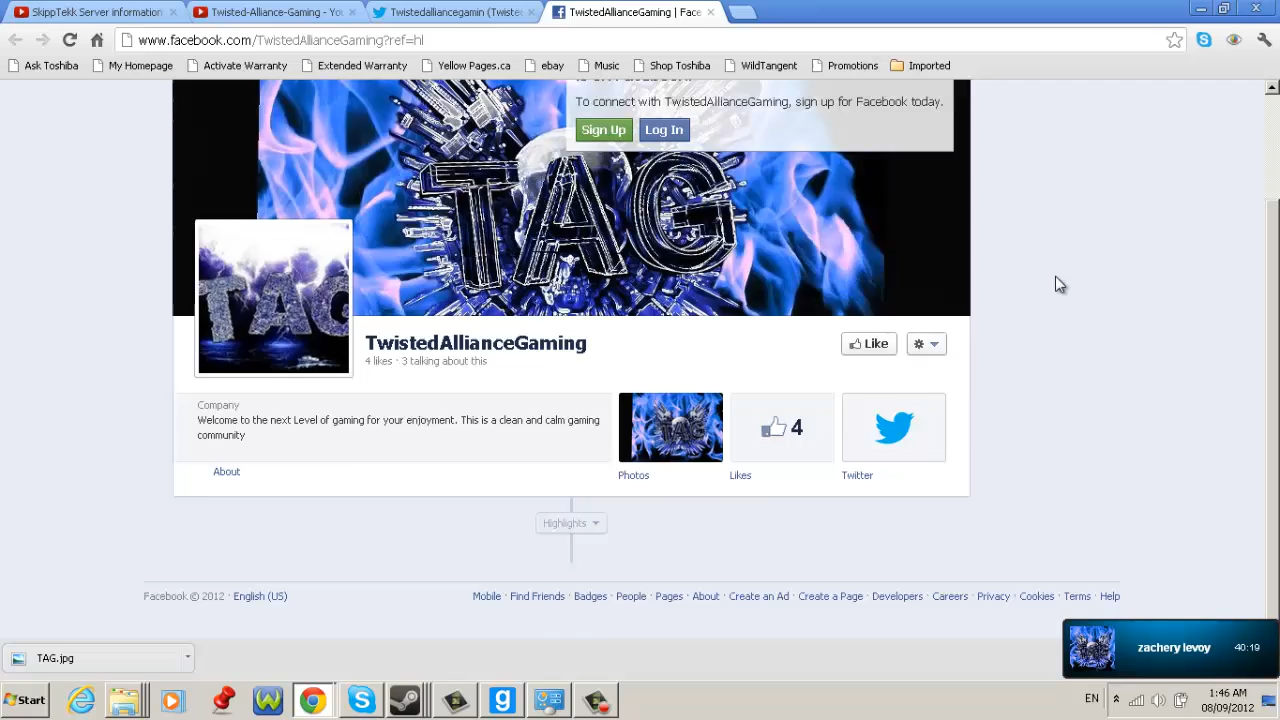 SkippTekk Server information
Twisted-Alliance-Gaming - Yo
Twistedalliancegamin (Twiste
TwistedAllianceGaming | Face
www.facebook.com/TwistedAllianceGaming?ref=hl
Ask Toshiba
My Homepage
Activate Warranty
Extended Warranty
Yellow Pages.ca
ebay
Music
Shop Toshiba
WildTangent
Promotions
Imported
To connect with TwistedAllianceGaming, sign up for Facebook today.
Sign Up
Log In
TAG
TAG
TwistedAllianceGaming
4 likes · 3 talking about this
Like
Company
Welcome to the next Level of gaming for your enjoyment. This is a clean and calm gaming
community
About
TAG
4
Photos
Likes
Twitter
Highlights
Facebook © 2012 · English (US)
Mobile · Find Friends · Badges · People · Pages · About · Create an Ad · Create a Page · Developers · Careers · Privacy · Cookies · Terms · Help
zachery levoy
40:19
TAG.jpg
Start
EN
1:46 AM
08/09/2012